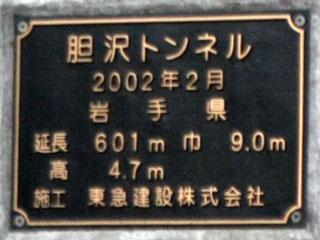 胆沢トンネル
2002年2月
岩手県
延長 601m 巾 9.0m
高 4.7m
施工 東急建設株式会社